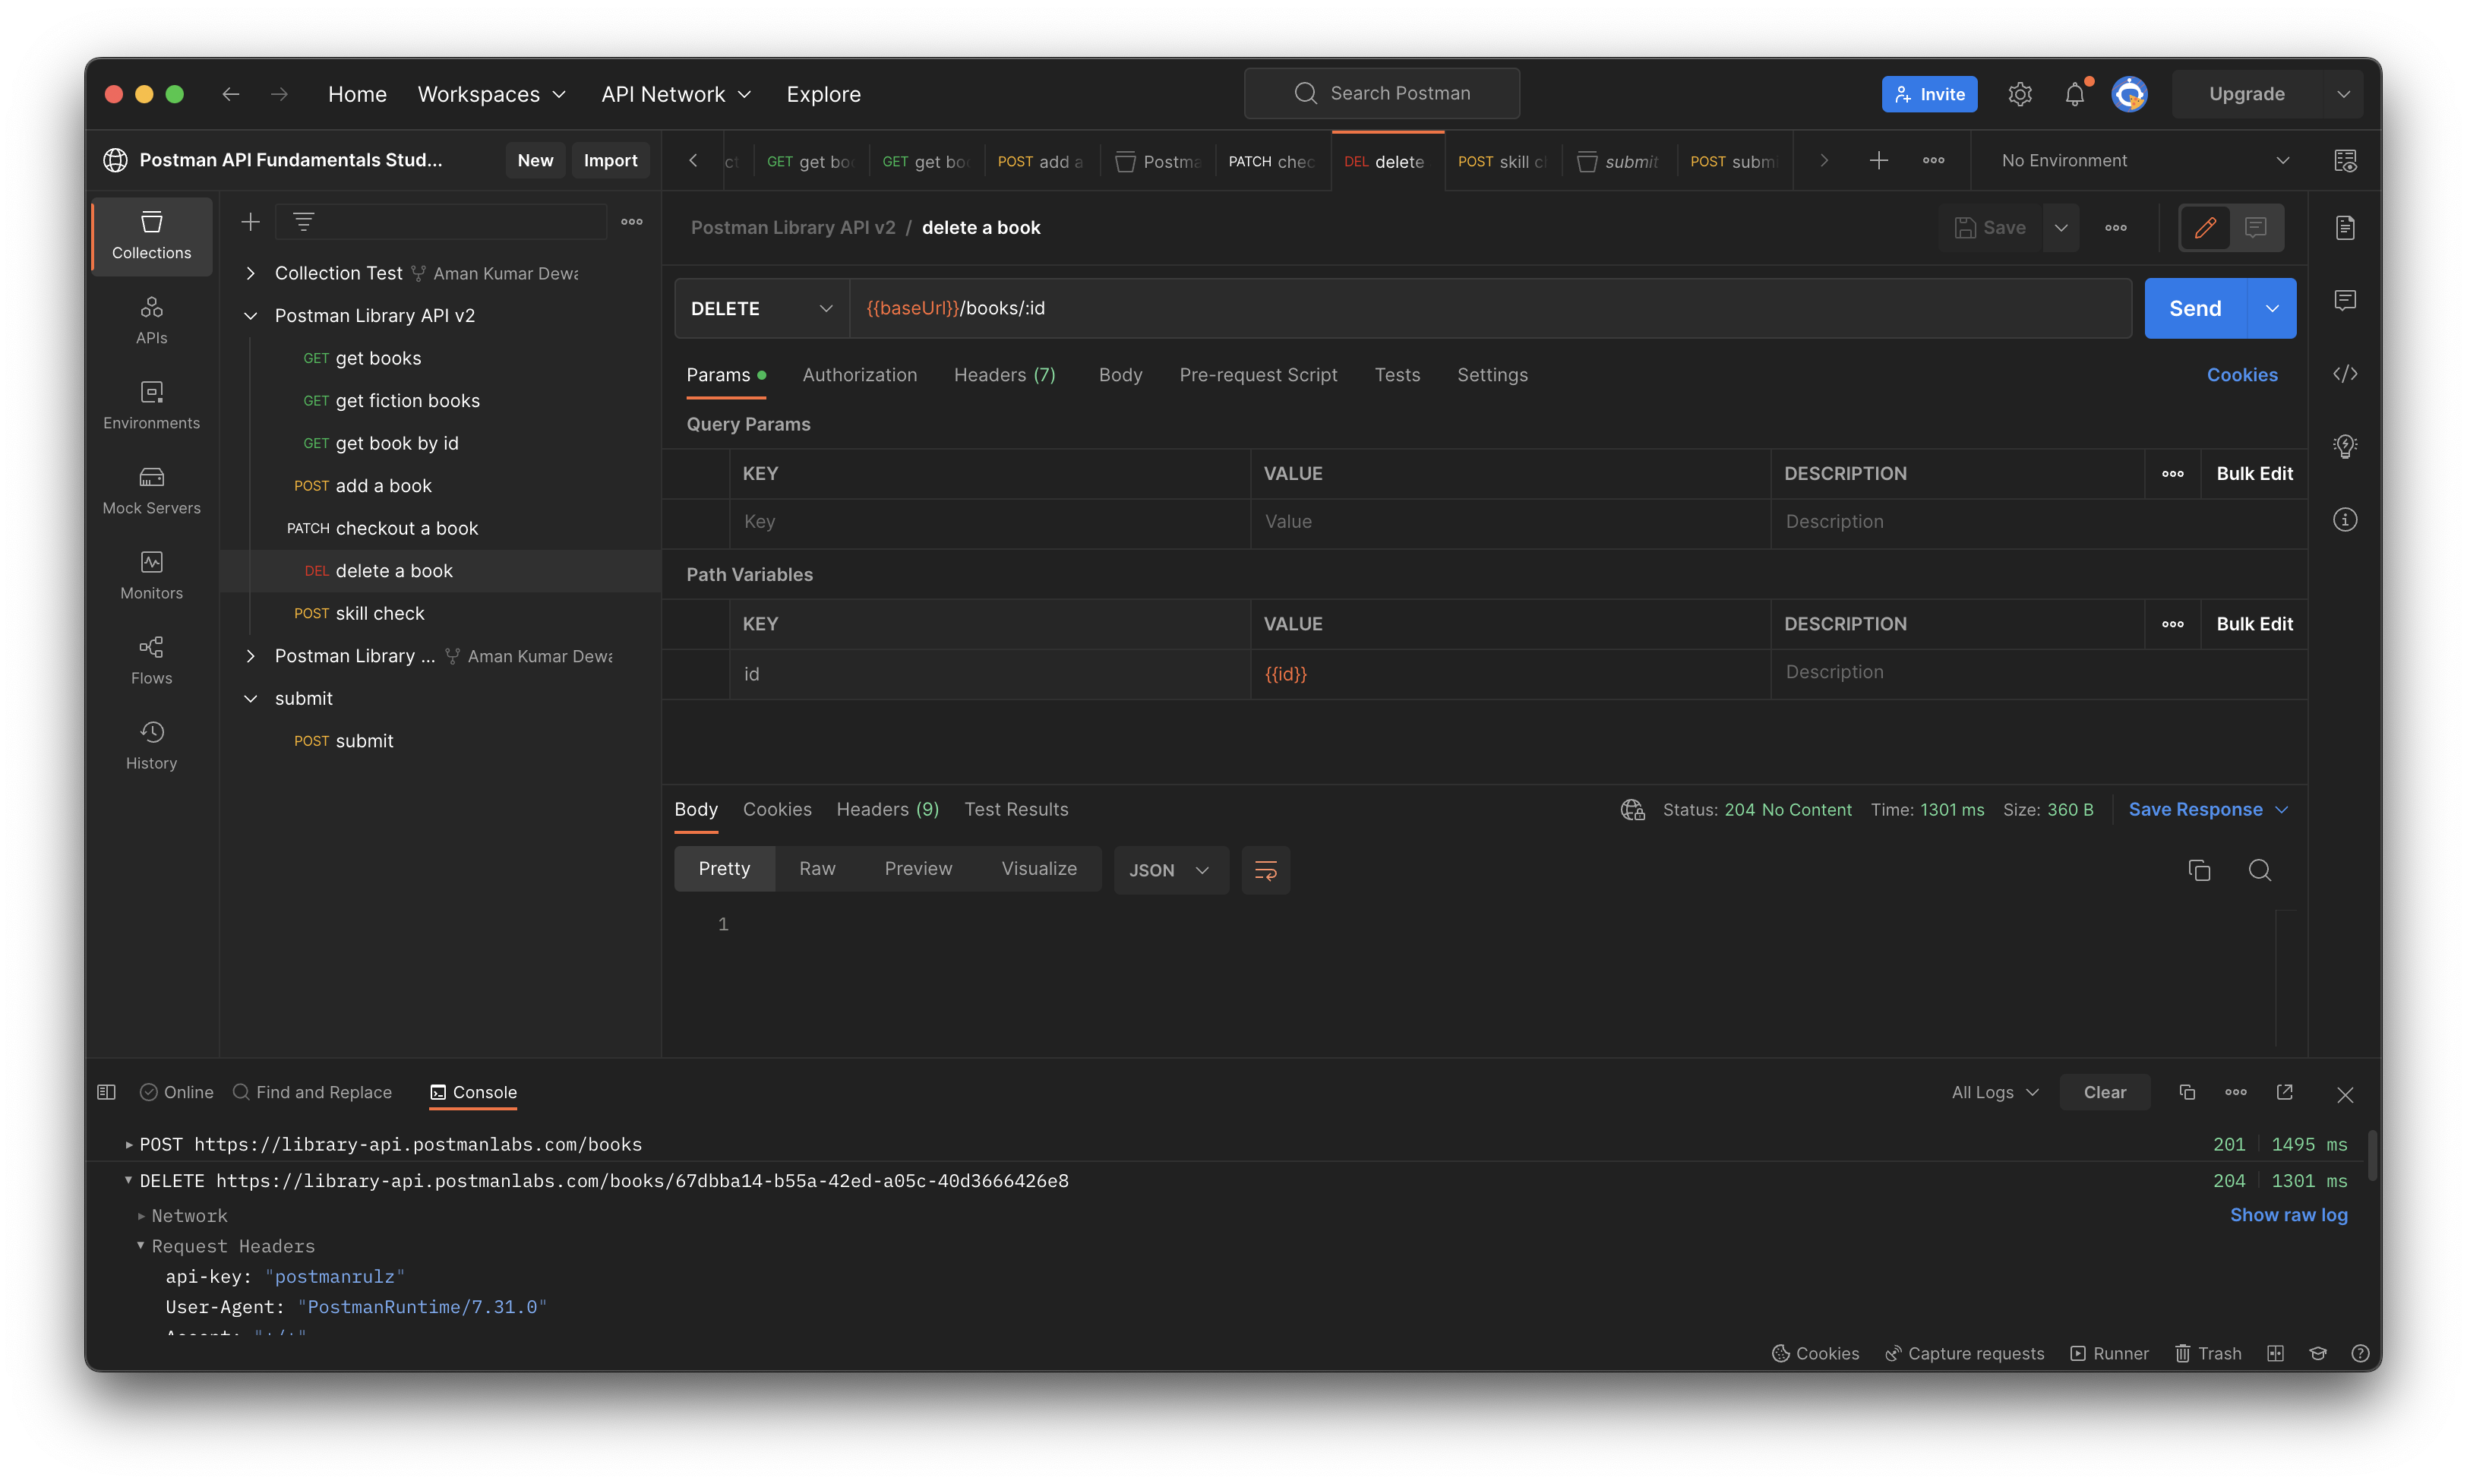 Home Workspaces API Network Explore Search Postman Invite Upgrade
Postman API Fundamentals Stud... New Import
GET get boo GET get boo POST add a Postma PATCH chec DEL delete POST skill c submit POST subm No Environment
Collections
APIs
Environments
Mock Servers
Monitors
Flows
History
Collection Test Aman Kumar Dewa
Postman Library API v2
GET get books
GET get fiction books
GET get book by id
POST add a book
PATCH checkout a book
DEL delete a book
POST skill check
Postman Library ... Aman Kumar Dewa
submit
POST submit
Postman Library API v2 / delete a book Save
DELETE {{baseUrl}}/books/:id Send
Params Authorization Headers (7) Body Pre-request Script Tests Settings Cookies
Query Params
KEY VALUE DESCRIPTION ooo Bulk Edit
Key Value Description
Path Variables
KEY VALUE DESCRIPTION ooo Bulk Edit
id {{id}} Description
Body Cookies Headers (9) Test Results Status: 204 No Content Time: 1301 ms Size: 360 B Save Response
Pretty Raw Preview Visualize JSON
1
Online Find and Replace Console All Logs Clear
POST https://library-api.postmanlabs.com/books 201 1495 ms
DELETE https://library-api.postmanlabs.com/books/67dbba14-b55a-42ed-a05c-40d3666426e8 204 1301 ms
Network Show raw log
Request Headers
api-key: "postmanrulz"
User-Agent: "PostmanRuntime/7.31.0"
Accept: "*/*"
Cookies Capture requests Runner Trash